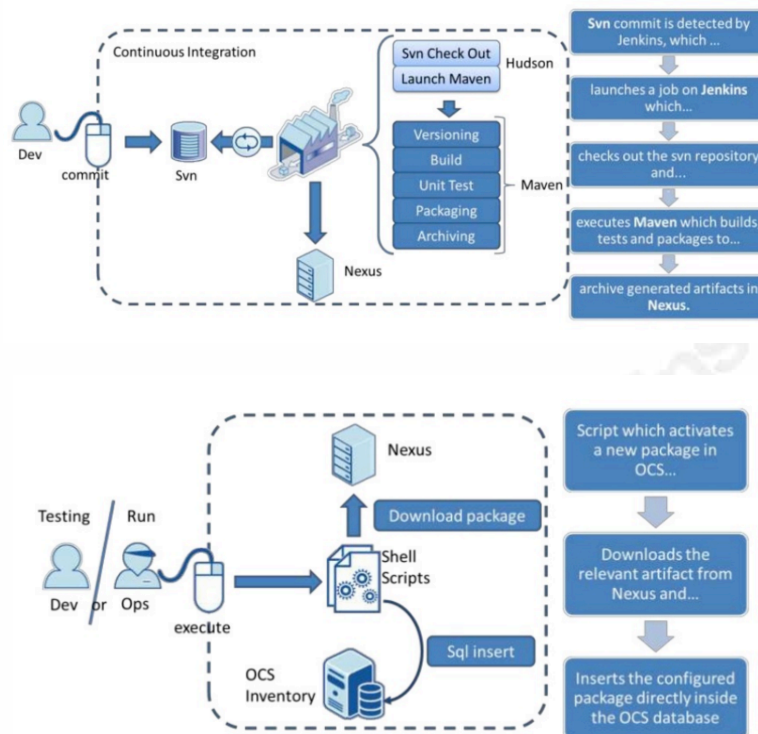 Continuous Integration
Svn Check Out
Launch Maven
Hudson
Versioning
Build
Unit Test
Packaging
Archiving
Maven
Dev
commit
Svn
Nexus
Svn commit is detected by
Jenkins, which ...
launches a job on Jenkins
which...
checks out the svn repository
and...
executes Maven which builds,
tests and packages to...
archive generated artifacts in
Nexus.
Testing
Run
Dev or Ops
execute
Nexus
Download package
Shell
Scripts
Sql insert
OCS
Inventory
Script which activates
a new package in
OCS...
Downloads the
relevant artifact from
Nexus and...
Inserts the configured
package directly inside
the OCS database